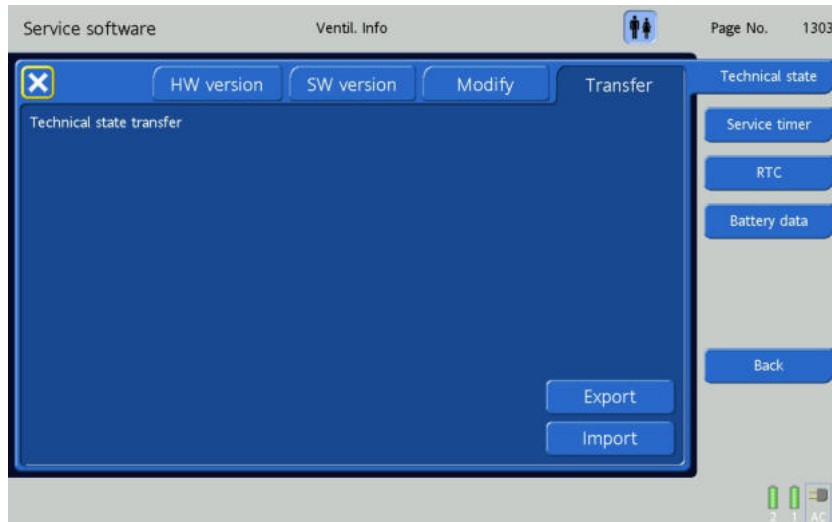 Service software Ventil. Info Page No. 1303
HW version SW version Modify Transfer Technical state
Technical state transfer
Service timer
RTC
Battery data
Back
Export
Import
2 1 AC